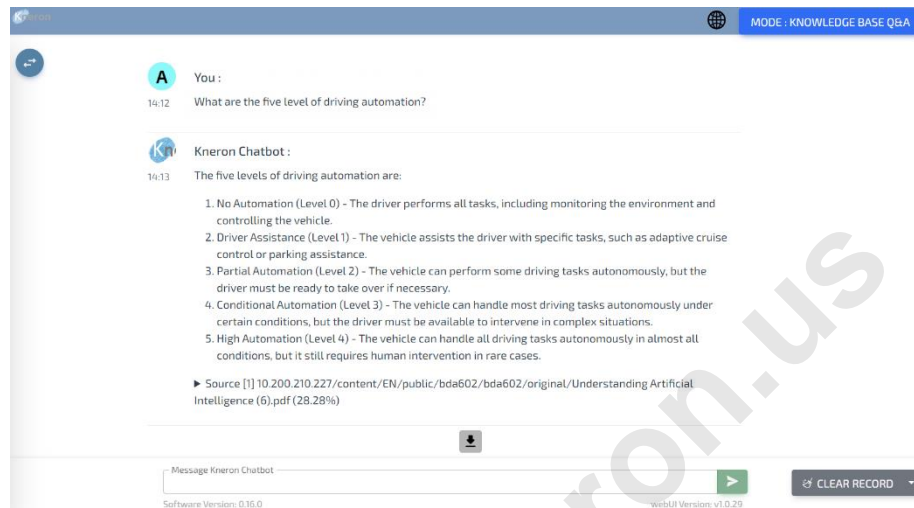 Kneron
MODE : KNOWLEDGE BASE Q&A
A
You :
14:12
What are the five level of driving automation?
Kneron Chatbot :
14:13
The five levels of driving automation are:
1. No Automation (Level 0) - The driver performs all tasks, including monitoring the environment and
controlling the vehicle.
2. Driver Assistance (Level 1) - The vehicle assists the driver with specific tasks, such as adaptive cruise
control or parking assistance.
3. Partial Automation (Level 2) - The vehicle can perform some driving tasks autonomously, but the
driver must be ready to take over if necessary.
4. Conditional Automation (Level 3) - The vehicle can handle most driving tasks autonomously under
certain conditions, but the driver must be available to intervene in complex situations.
5. High Automation (Level 4) - The vehicle can handle all driving tasks autonomously in almost all
conditions, but it still requires human intervention in rare cases.
▶ Source [1] 10.200.210.227/content/EN/public/bda602/bda602/original/Understanding Artificial
Intelligence (6).pdf (28.28%)
Message Kneron Chatbot
CLEAR RECORD
Software Version: 0.16.0
webUI Version: v1.0.29
ron.us